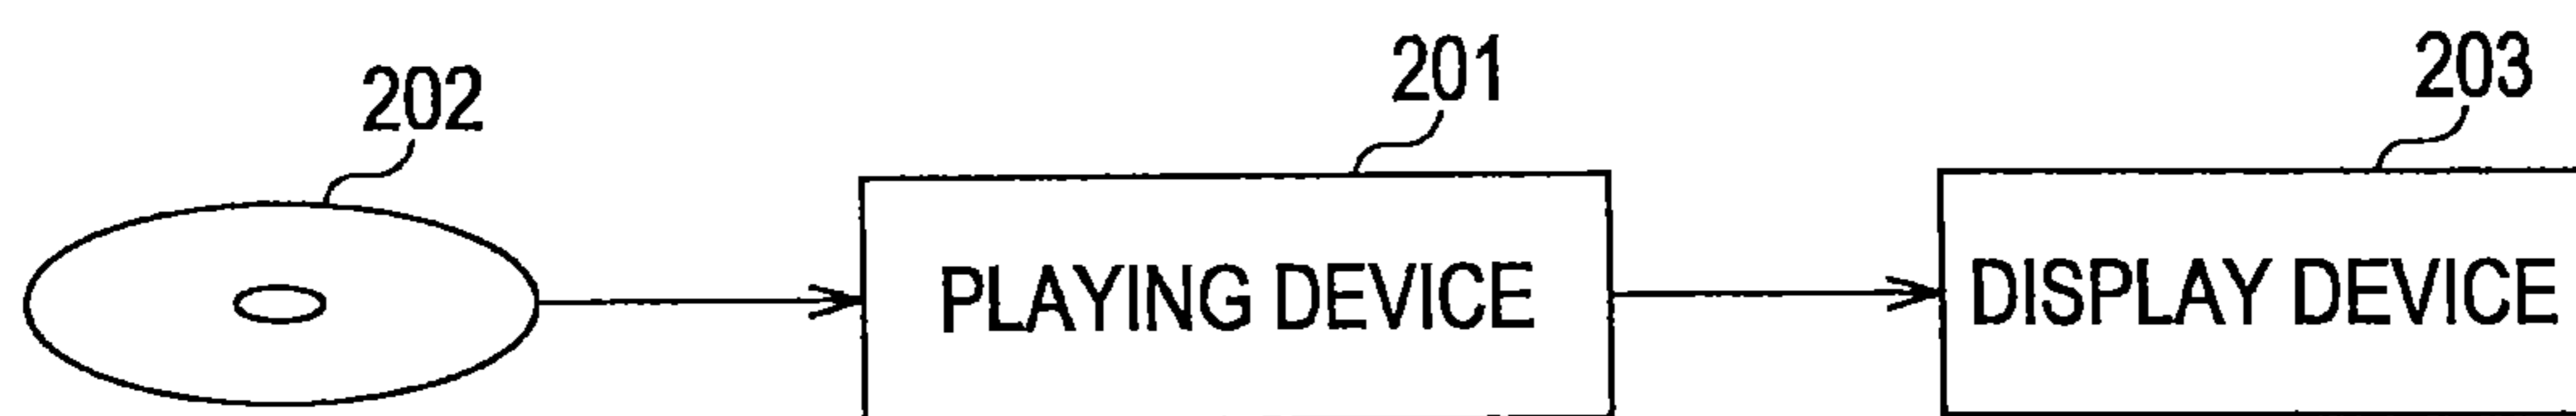 202
201
203
PLAYING DEVICE
DISPLAY DEVICE